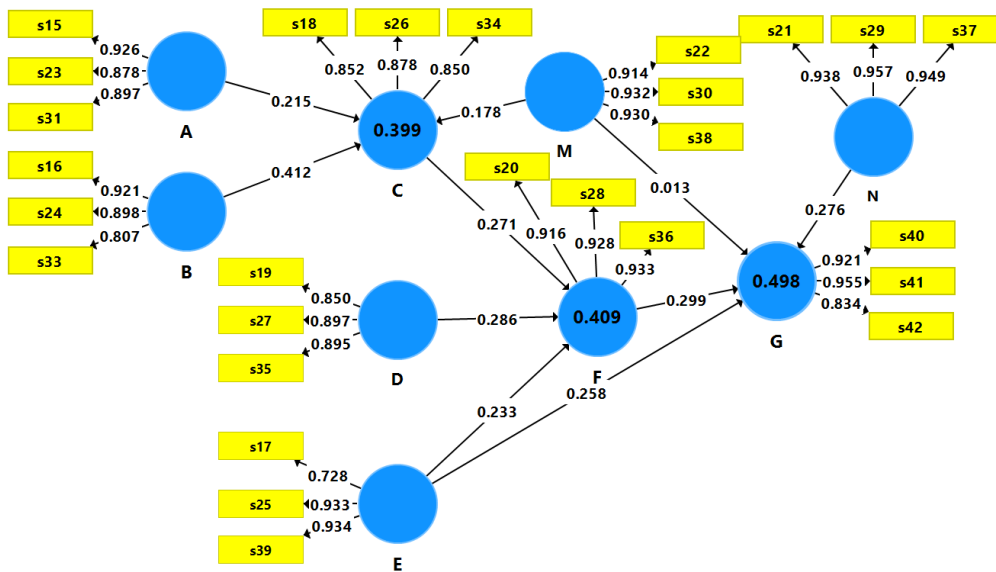 s15
s23
s31
0.926
0.878
0.897
A
s16
s24
s33
0.921
0.898
0.807
B
0.215
0.412
s18
s26
s34
0.852
0.878
0.850
0.399
C
0.178
M
0.914
0.932
0.930
s22
s30
s38
s21
s29
s37
0.938
0.957
0.949
N
0.276
0.013
s20
s28
s36
0.916
0.928
0.933
0.271
0.409
F
s19
s27
s35
0.850
0.897
0.895
D
0.286
0.299
0.498
G
0.921
0.955
0.834
s40
s41
s42
0.233
0.258
s17
s25
s39
0.728
0.933
0.934
E